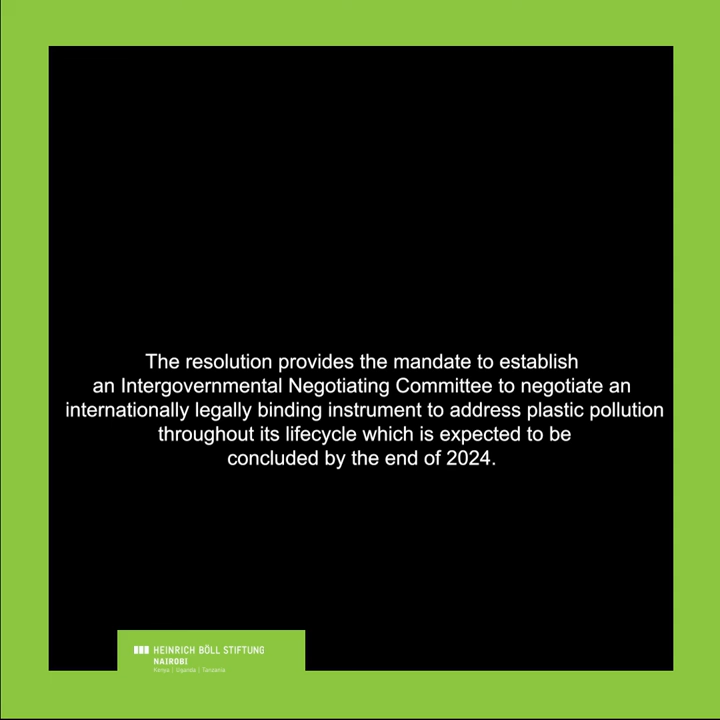 The resolution provides the mandate to establish
an Intergovernmental Negotiating Committee to negotiate an
internationally legally binding instrument to address plastic pollution
throughout its lifecycle which is expected to be
concluded by the end of 2024.
HEINRICH BÖLL STIFTUNG
NAIROBI
Kenya | Uganda | Tanzania